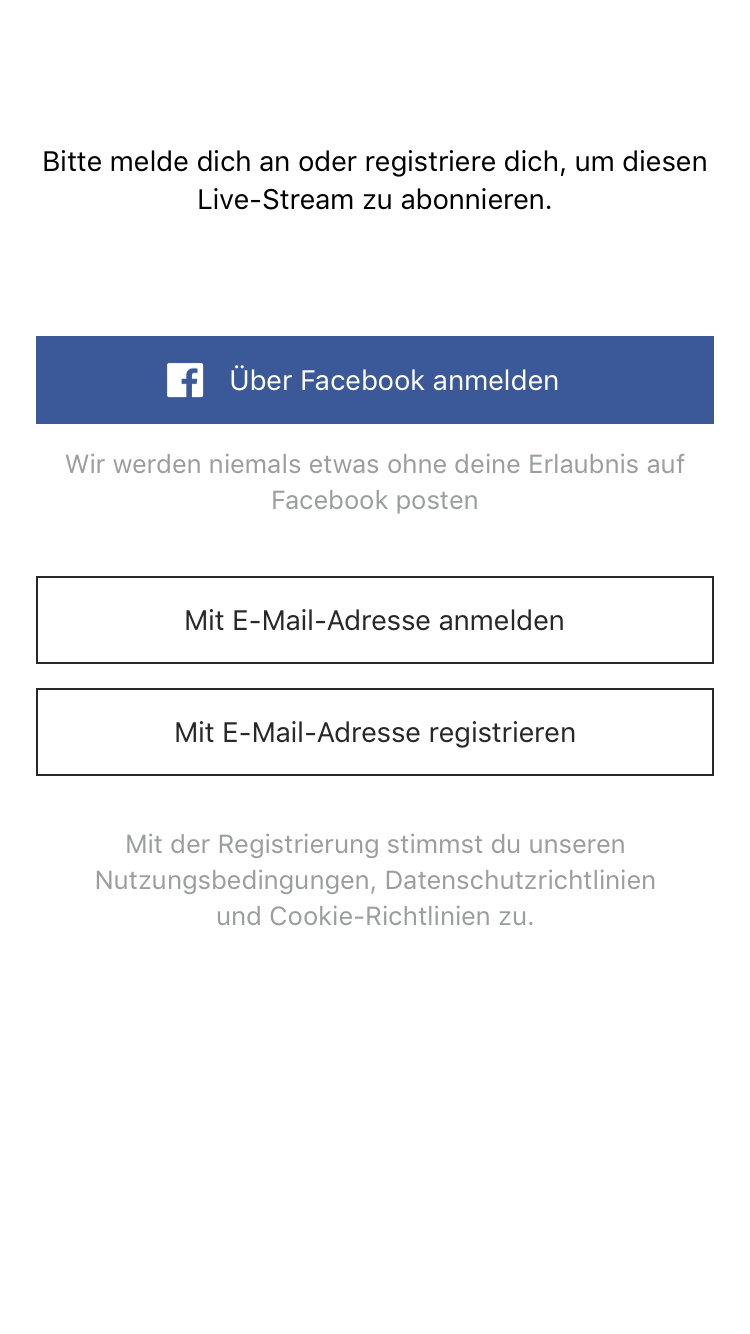 Bitte melde dich an oder registriere dich, um diesen
Live-Stream zu abonnieren.
Über Facebook anmelden
Wir werden niemals etwas ohne deine Erlaubnis auf
Facebook posten
Mit E-Mail-Adresse anmelden
Mit E-Mail-Adresse registrieren
Mit der Registrierung stimmst du unseren
Nutzungsbedingungen, Datenschutzrichtlinien
und Cookie-Richtlinien zu.